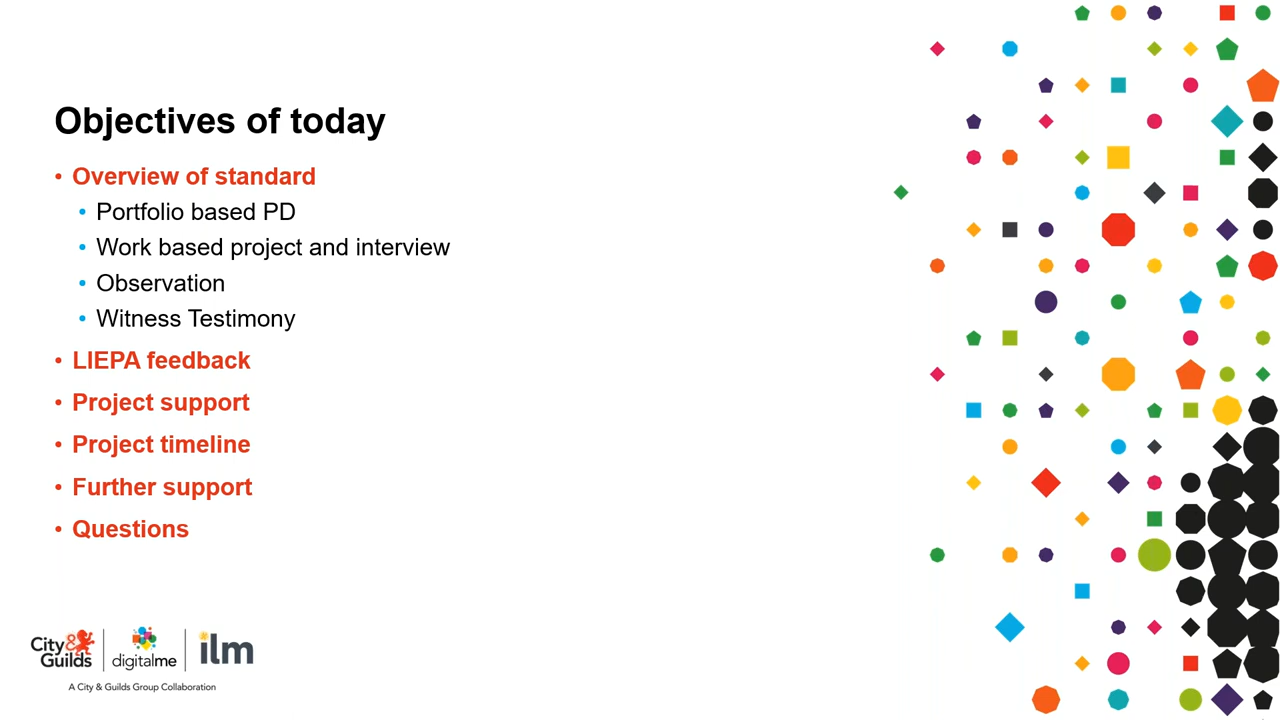 Objectives of today
• Overview of standard
• Portfolio based PD
• Work based project and interview
• Observation
• Witness Testimony
• LIEPA feedback
• Project support
• Project timeline
• Further support
• Questions
City & Guilds
digitalme
ilm
A City & Guilds Group Collaboration